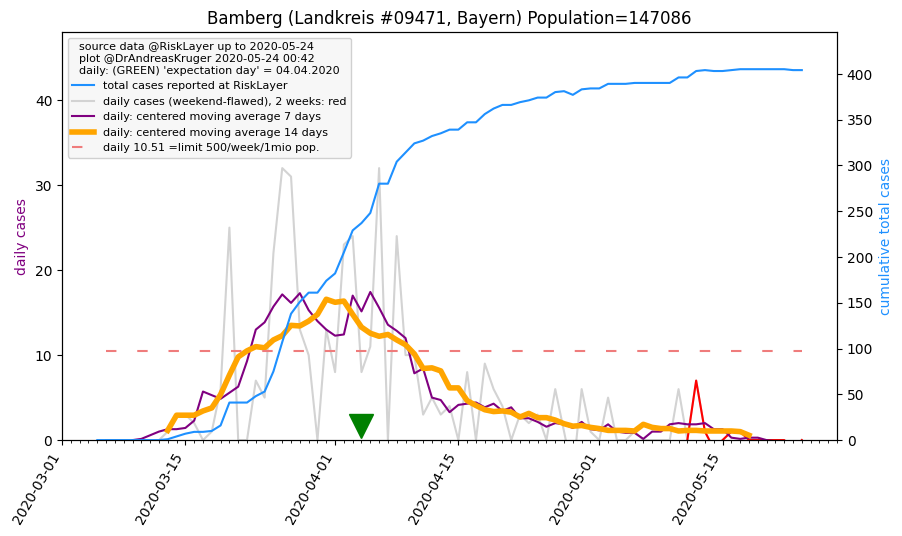 Bamberg (Landkreis #09471, Bayern) Population=147086
source data @RiskLayer up to 2020-05-24
plot @DrAndreasKruger 2020-05-24 00:42
daily: (GREEN) 'expectation day' = 04.04.2020
total cases reported at RiskLayer
daily cases (weekend-flawed), 2 weeks: red
daily: centered moving average 7 days
daily: centered moving average 14 days
daily 10.51 =limit 500/week/1mio pop.
daily cases
40
30
20
10
0
cumulative total cases
400
350
300
250
200
150
100
50
0
2020-03-01
2020-03-15
2020-04-01
2020-04-15
2020-05-01
2020-05-15